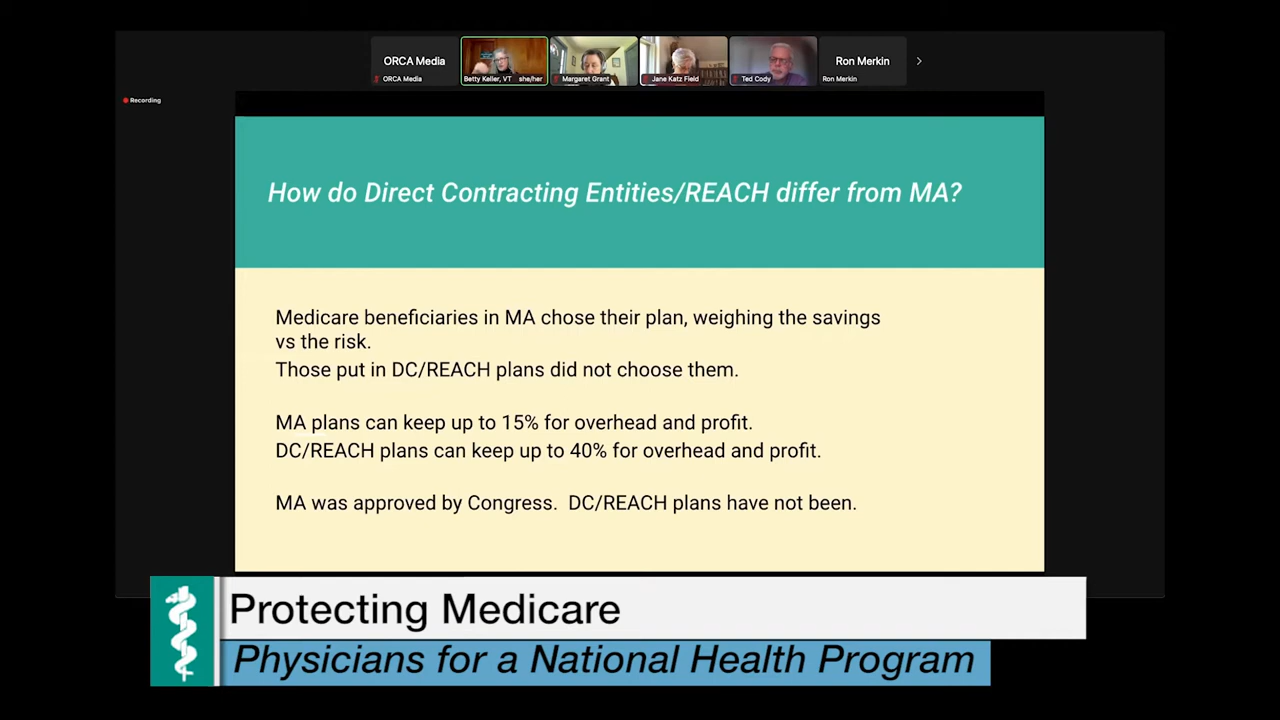 ORCA Media
Ron Merkin
ORCA Media
Betty Keller, VT she/her
Margaret Grant
Jane Katz Field
Ted Cody
Ron Merkin
Recording
How do Direct Contracting Entities/REACH differ from MA?
Medicare beneficiaries in MA chose their plan, weighing the savings
vs the risk.
Those put in DC/REACH plans did not choose them.
MA plans can keep up to 15% for overhead and profit.
DC/REACH plans can keep up to 40% for overhead and profit.
MA was approved by Congress. DC/REACH plans have not been.
Protecting Medicare
Physicians for a National Health Program